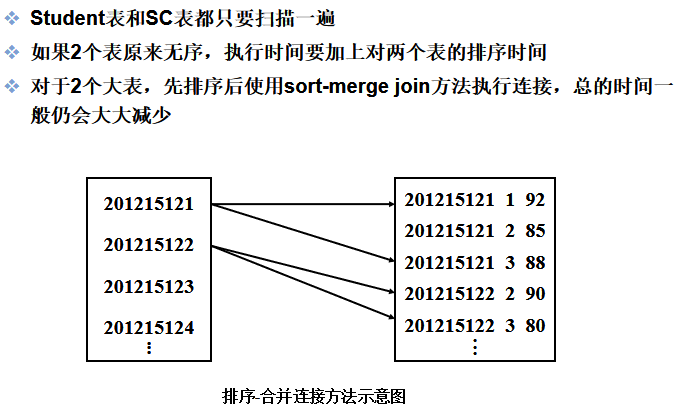 Student表和SC表都只要扫描一遍
如果2个表原来无序，执行时间要加上对两个表的排序时间
对于2个大表，先排序后使用sort-merge join方法执行连接，总的时间一
般仍会大大减少
201215121
201215122
201215123
201215124
⋮
201215121 1 92
201215121 2 85
201215121 3 88
201215122 2 90
201215122 3 80
⋮
排序-合并连接方法示意图